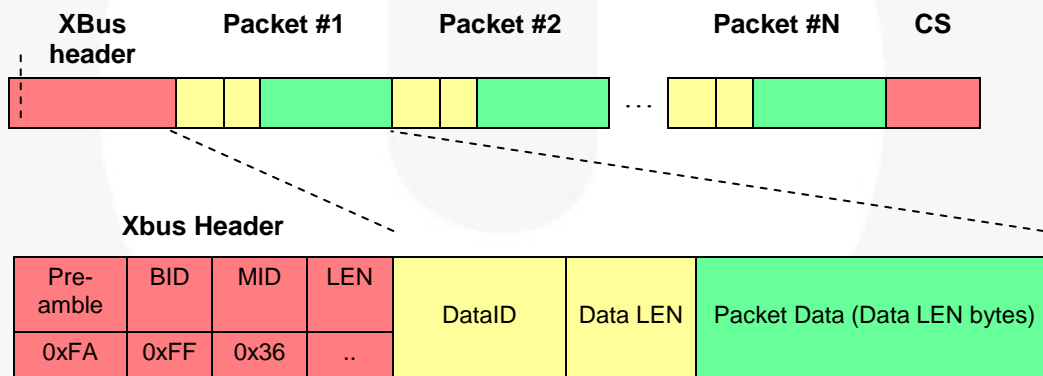 XBus header
Packet #1
Packet #2
Packet #N
CS
...
Xbus Header
Pre-amble
BID
MID
LEN
DataID
Data LEN
Packet Data (Data LEN bytes)
0xFA
0xFF
0x36
..